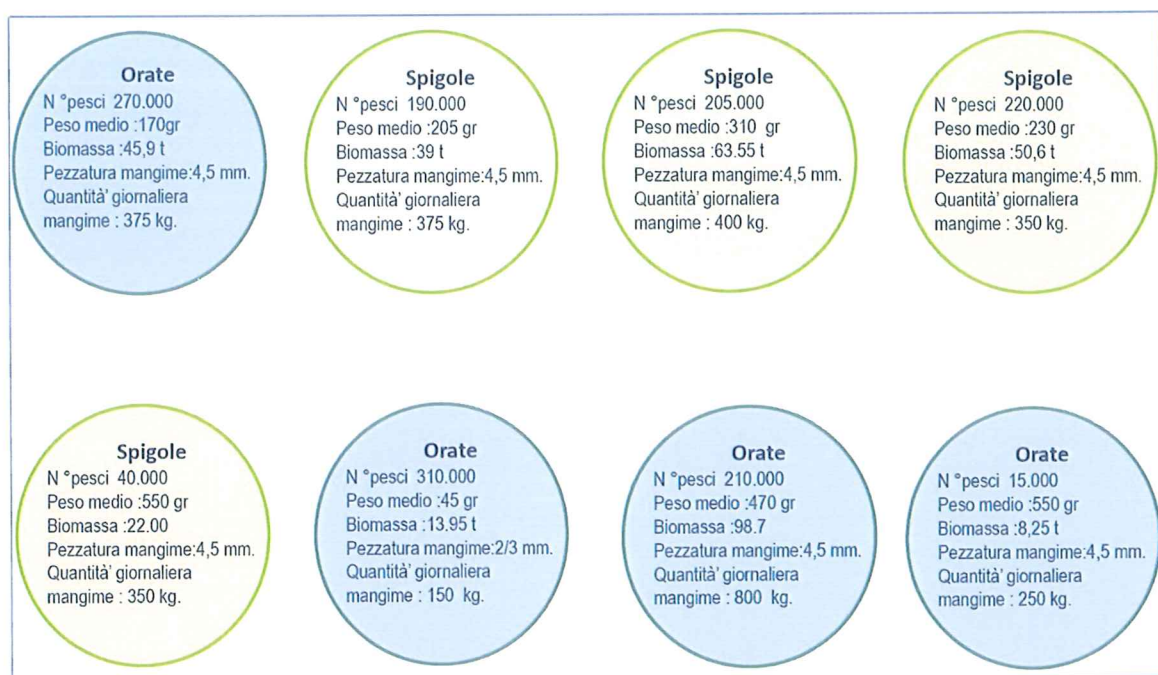 Orate
N °pesci 270.000
Peso medio :170gr
Biomassa :45,9 t
Pezzatura mangime:4,5 mm.
Quantità' giornaliera
mangime : 375 kg.
Spigole
N °pesci 190.000
Peso medio :205 gr
Biomassa :39 t
Pezzatura mangime:4,5 mm.
Quantità' giornaliera
mangime : 375 kg.
Spigole
N °pesci 205.000
Peso medio :310 gr
Biomassa :63.55 t
Pezzatura mangime:4,5 mm.
Quantità' giornaliera
mangime : 400 kg.
Spigole
N °pesci 220.000
Peso medio :230 gr
Biomassa :50,6 t
Pezzatura mangime:4,5 mm.
Quantità' giornaliera
mangime : 350 kg.
Spigole
N °pesci 40.000
Peso medio :550 gr
Biomassa :22.00
Pezzatura mangime:4,5 mm.
Quantità' giornaliera
mangime : 350 kg.
Orate
N °pesci 310.000
Peso medio :45 gr
Biomassa :13.95 t
Pezzatura mangime:2/3 mm.
Quantità' giornaliera
mangime : 150 kg.
Orate
N °pesci 210.000
Peso medio :470 gr
Biomassa :98.7
Pezzatura mangime:4,5 mm.
Quantità' giornaliera
mangime : 800 kg.
Orate
N °pesci 15.000
Peso medio :550 gr
Biomassa :8,25 t
Pezzatura mangime:4,5 mm.
Quantità' giornaliera
mangime : 250 kg.